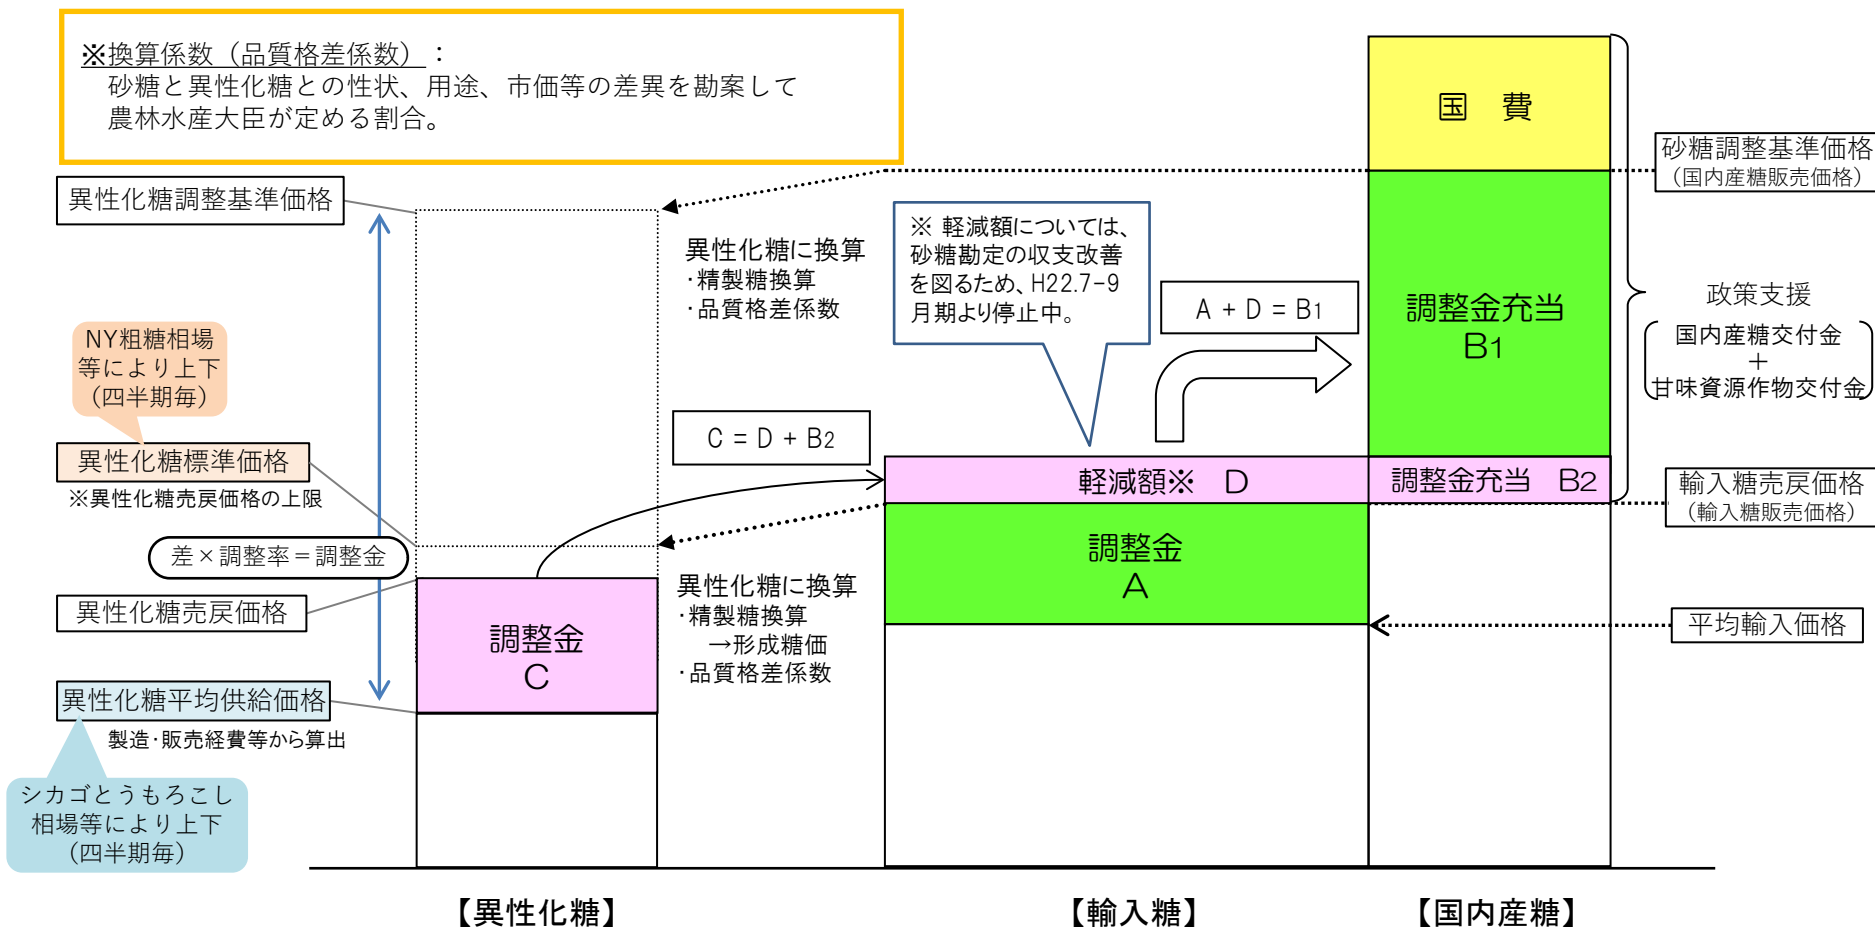 ※換算係数（品質格差係数）：
砂糖と異性化糖との性状、用途、市価等の差異を勘案して
農林水産大臣が定める割合。
国　費
砂糖調整基準価格
（国内産糖販売価格）
異性化糖調整基準価格
※ 軽減額については、
砂糖勘定の収支改善
を図るため、H22.7-9
月期より停止中。
異性化糖に換算
・精製糖換算
・品質格差係数
A + D = B1
調整金充当
B1
政策支援
国内産糖交付金
＋
甘味資源作物交付金
NY粗糖相場
等により上下
（四半期毎）
C = D + B2
異性化糖標準価格
※異性化糖売戻価格の上限
軽減額※　D
調整金充当　B2
輸入糖売戻価格
（輸入糖販売価格）
差×調整率＝調整金
調整金
A
異性化糖売戻価格
調整金
C
異性化糖に換算
・精製糖換算
→形成糖価
・品質格差係数
平均輸入価格
異性化糖平均供給価格
製造・販売経費等から算出
シカゴとうもろこし
相場等により上下
（四半期毎）
【異性化糖】
【輸入糖】
【国内産糖】